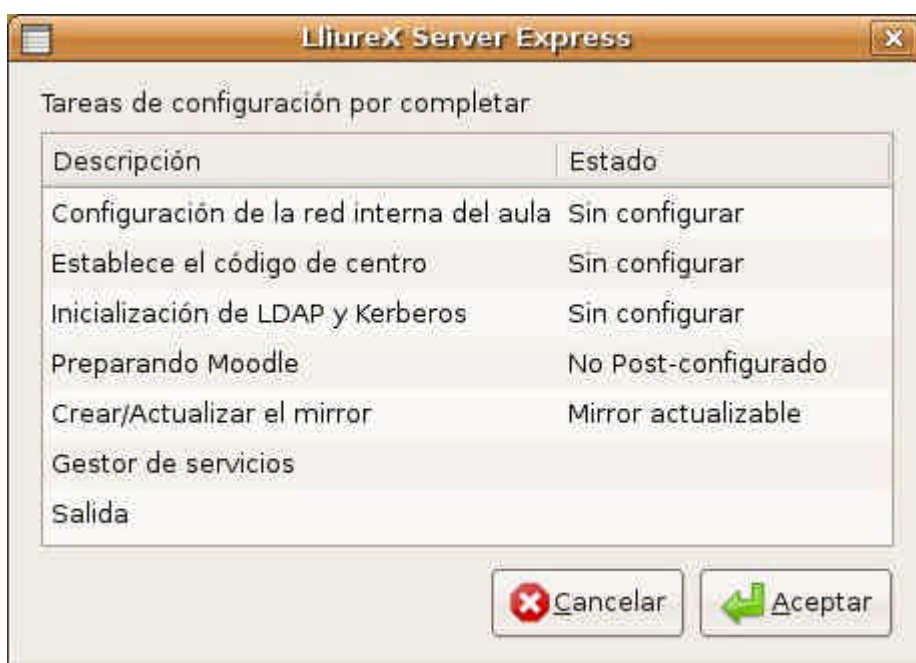 LliureX Server Express
Tareas de configuración por completar
Descripción Estado
Configuración de la red interna del aula Sin configurar
Establece el código de centro Sin configurar
Inicialización de LDAP y Kerberos Sin configurar
Preparando Moodle No Post-configurado
Crear/Actualizar el mirror Mirror actualizable
Gestor de servicios
Salida
Cancelar Aceptar